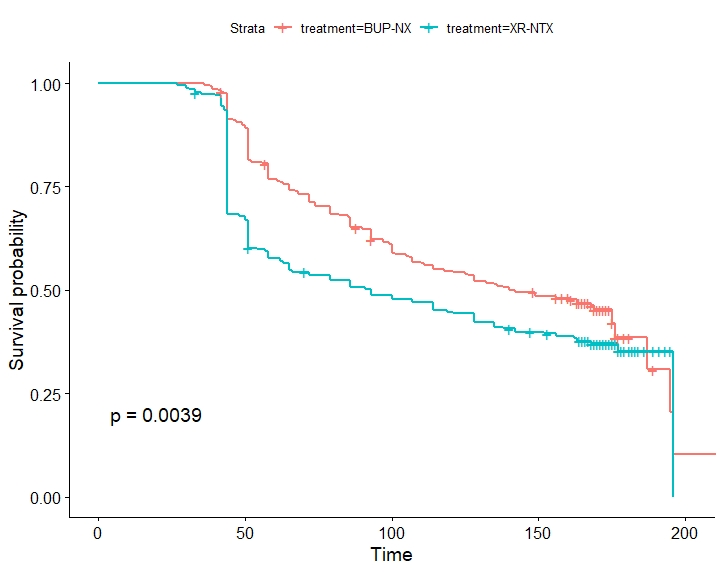 Strata treatment=BUP-NX treatment=XR-NTX
Survival probability
1.00
0.75
0.50
0.25
0.00
p = 0.0039
0 50 100 150 200
Time